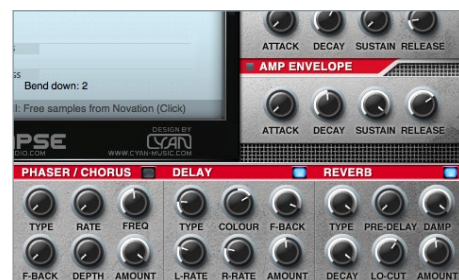 ATTACK DECAY SUSTAIN RELEASE
AMP ENVELOPE
Bend down: 2
Free samples from Novation (Click)
ATTACK DECAY SUSTAIN RELEASE
DESIGN BY
CYAN
WWW.CYAN-MUSIC.COM
PHASER / CHORUS DELAY REVERB
TYPE RATE FREQ TYPE COLOUR F-BACK TYPE PRE-DELAY DAMP
F-BACK DEPTH AMOUNT L-RATE R-RATE AMOUNT DECAY LO-CUT AMOUNT